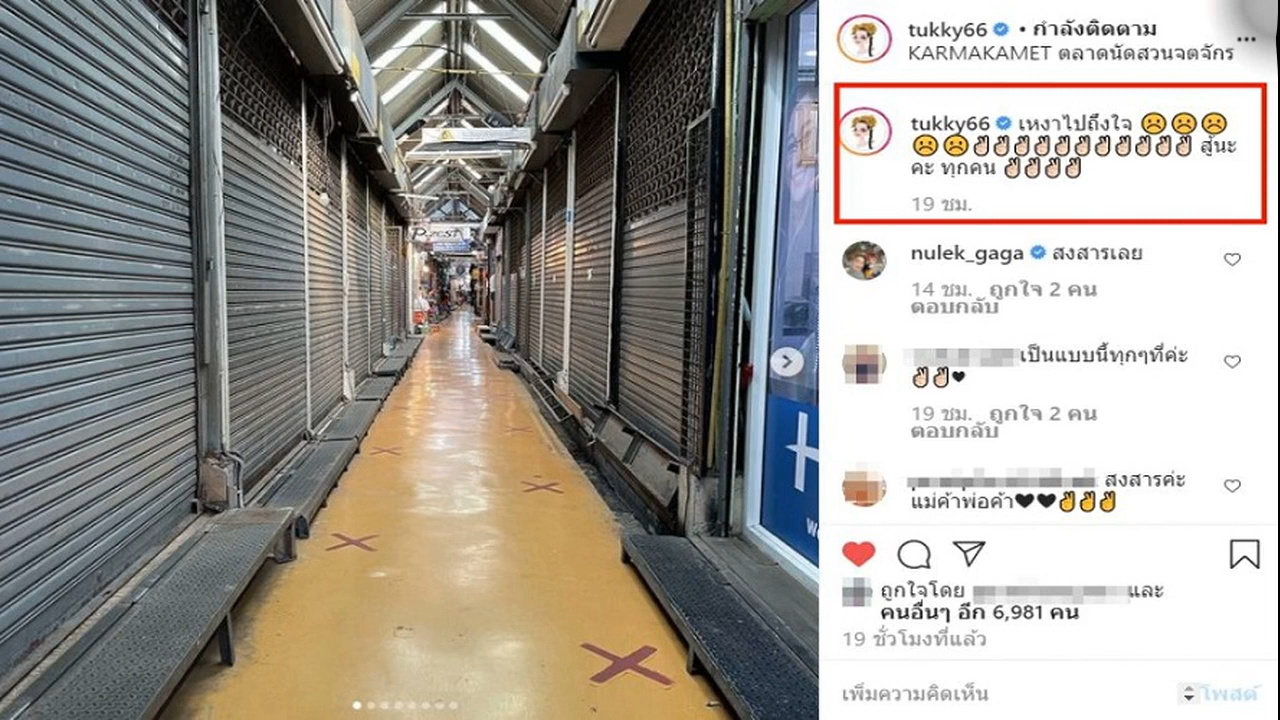 tukky66 • กำลังติดตาม
KARMAKAMET ตลาดนัดสวนจตุจักร
tukky66 เหงาไปถึงใจ ☹️☹️☹️
☹️☹️✌🏻✌🏻✌🏻✌🏻✌🏻✌🏻✌🏻✌🏻✌🏻✌🏻✌🏻 สู้นะ
คะ ทุกคน ✌🏻✌🏻✌🏻✌🏻
19 ชม.
nulek_gaga สงสารเลย
14 ชม. ถูกใจ 2 คน
ตอบกลับ
เป็นแบบนี้ทุกๆที่ค่ะ
✌🏻✌🏻🖤
19 ชม. ถูกใจ 2 คน
ตอบกลับ
สงสารค่ะ
แม่ค้าพ่อค้า🖤🖤✌️✌️✌️
ถูกใจโดย และ
คนอื่นๆ อีก 6,981 คน
19 ชั่วโมงที่แล้ว
เพิ่มความคิดเห็น
โพสต์